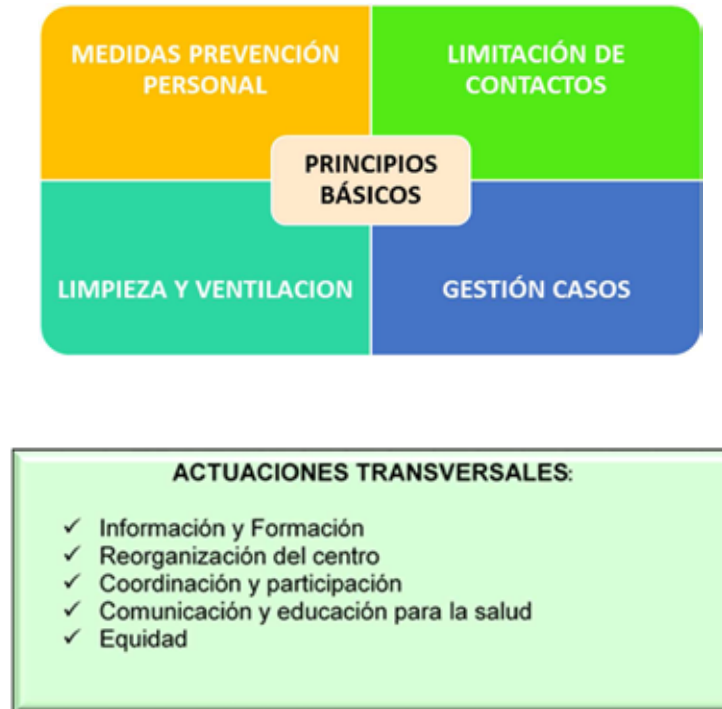 MEDIDAS PREVENCIÓN
PERSONAL
LIMITACIÓN DE
CONTACTOS
PRINCIPIOS
BÁSICOS
LIMPIEZA Y VENTILACION
GESTIÓN CASOS
ACTUACIONES TRANSVERSALES:
✓ Información y Formación
✓ Reorganización del centro
✓ Coordinación y participación
✓ Comunicación y educación para la salud
✓ Equidad